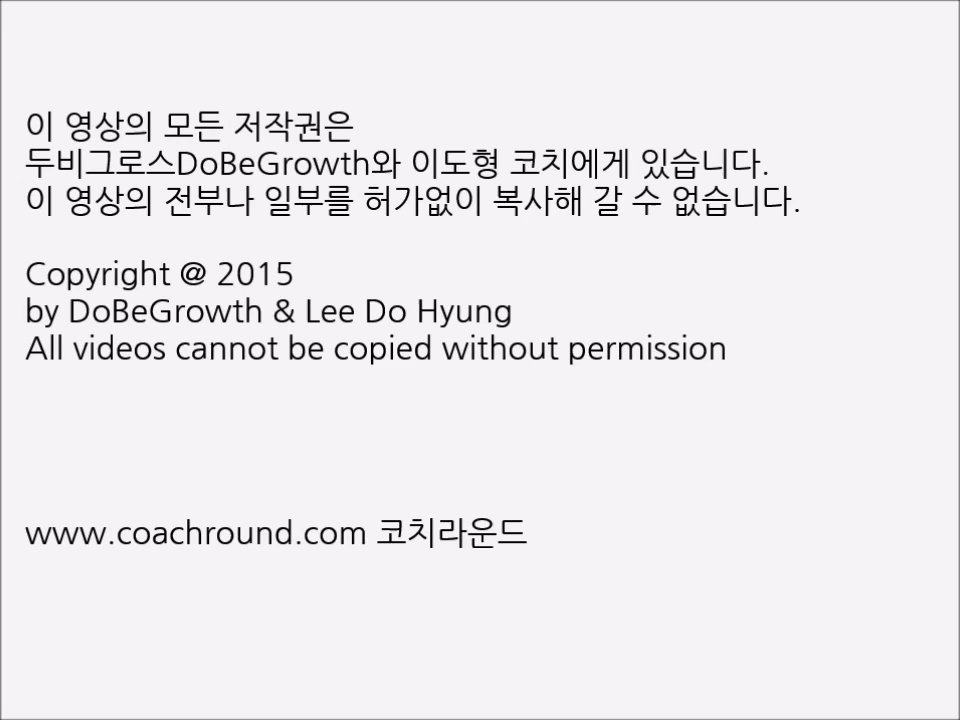 이 영상의 모든 저작권은
두비그로스DoBeGrowth와 이도형 코치에게 있습니다.
이 영상의 전부나 일부를 허가없이 복사해 갈 수 없습니다.
Copyright @ 2015
by DoBeGrowth & Lee Do Hyung
All videos cannot be copied without permission
www.coachround.com 코치라운드